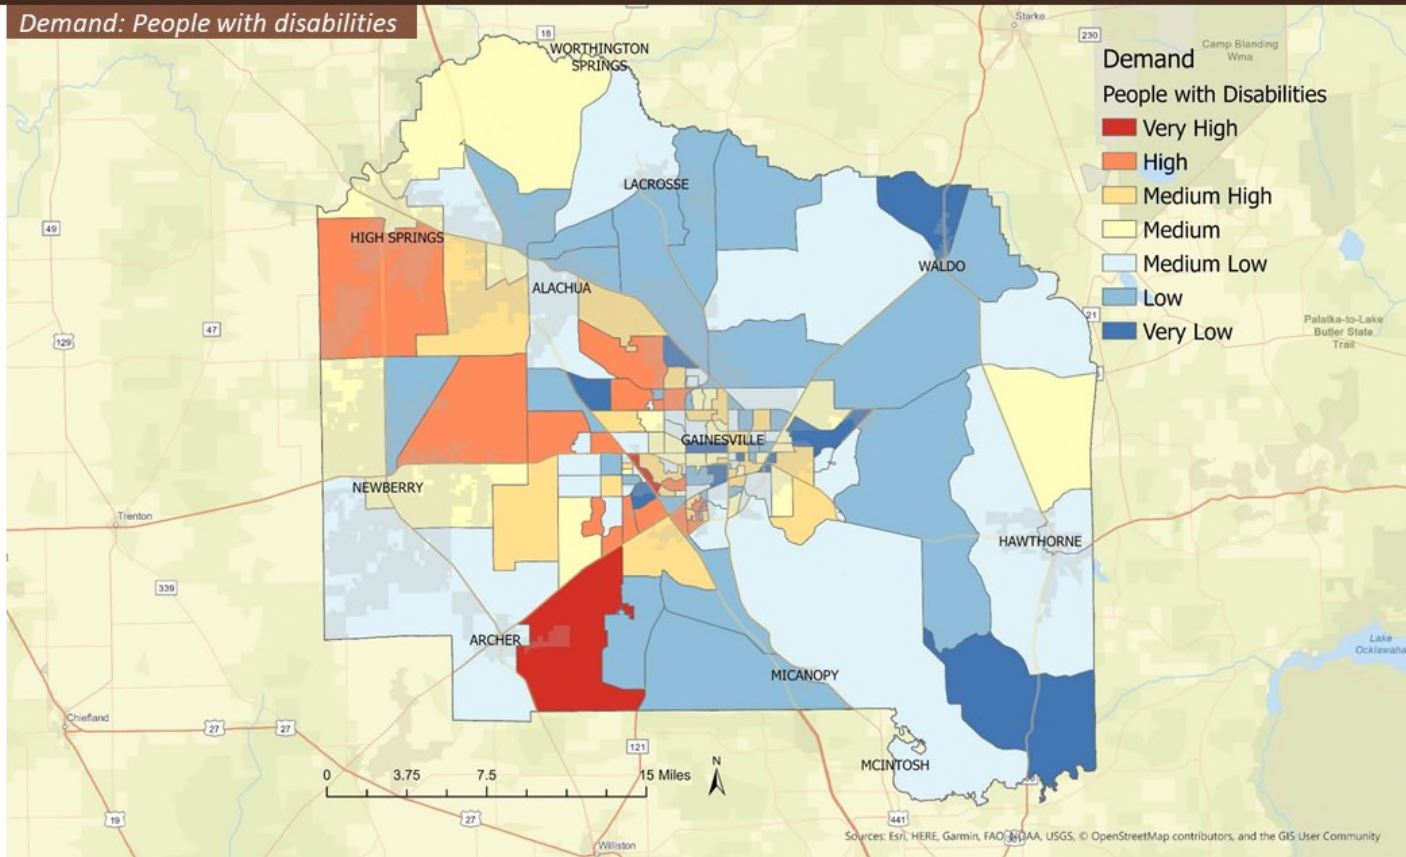 Demand: People with disabilities
18
WORTHINGTON
SPRINGS
Starke
230
Camp Blanding
Wma
Demand
People with Disabilities
Very High
High
Medium High
Medium
Medium Low
Low
Very Low
LACROSSE
49
HIGH SPRINGS
WALDO
ALACHUA
21
47
129
Palatka-to-Lake
Butler State
Trail
GAINESVILLE
NEWBERRY
Trenton
HAWTHORNE
339
ARCHER
Lake
Ocklawaha
MICANOPY
Chiefland
27
27
121
MCINTOSH
N
0 3.75 7.5 15 Miles
19
27
441
301
Sources: Esri, HERE, Garmin, FAO, NOAA, USGS, © OpenStreetMap contributors, and the GIS User Community
Williston